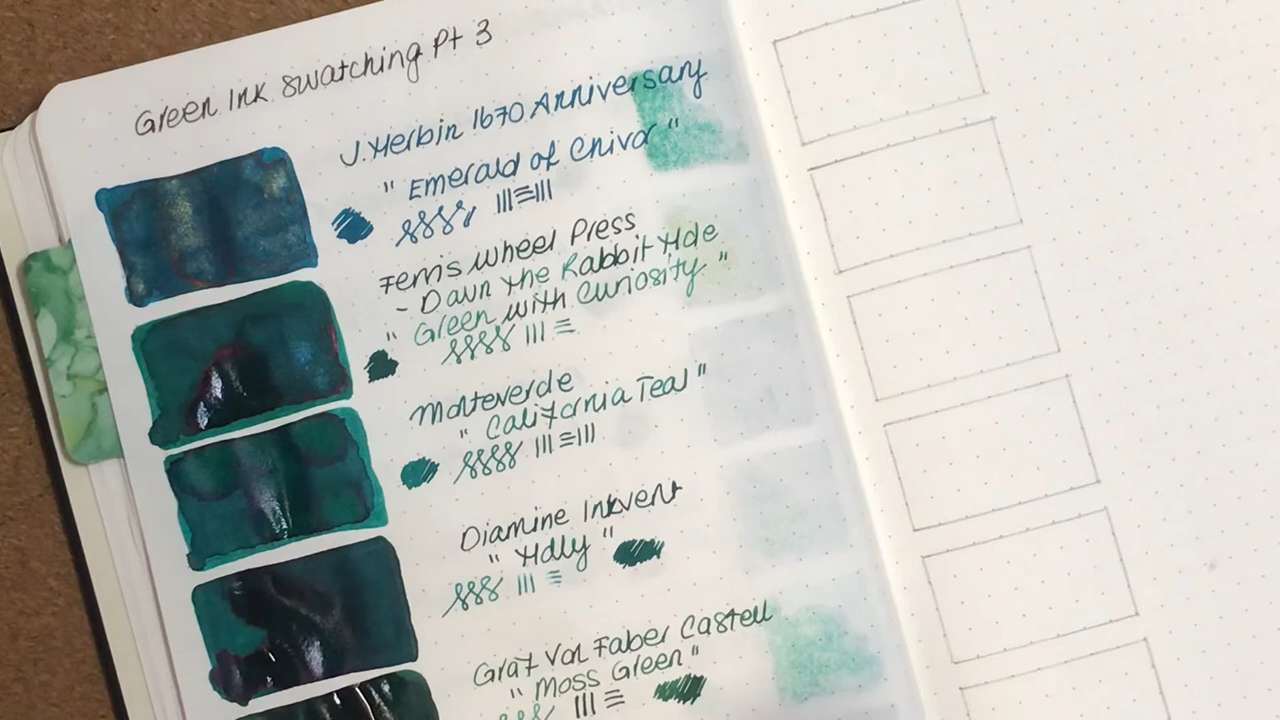 Green Ink Swatching Pt 3
J. Herbin 1670 Anniversary
" Emerald of Chivor "
Ferris Wheel Press
- Down the Rabbit Hole
" Green with Curiosity "
Monteverde
" California Teal "
Diamine Inkvent
" Holly "
Graf Von Faber Castell
" Moss Green "